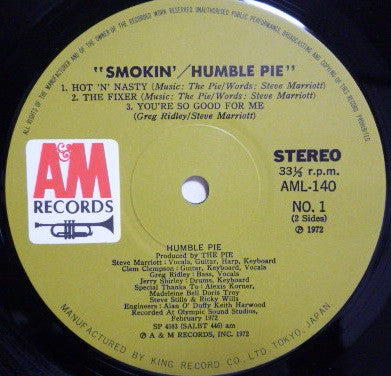 ALL RIGHTS OF THE MANUFACTURER AND OF THE OWNER OF THE RECORDED WORK RESERVED. UNAUTHORIZED PUBLIC PERFORMANCE BROADCASTING AND COPYING OF THIS RECORD PROHIBITED.
"SMOKIN'/HUMBLE PIE"
1. HOT 'N' NASTY (Music: The Pie/Words: Steve Marriott)
2. THE FIXER (Music: The Pie/Words: Steve Marriott)
3. YOU'RE SO GOOD FOR ME
(Greg Ridley/Steve Marriott)
A&M
RECORDS
STEREO
33⅓ r.p.m.
AML-140
NO. 1
(2 Sides)
Ⓟ 1972
HUMBLE PIE
Produced by THE PIE
Steve Marriott: Vocals, Guitar, Harp, Keyboard
Clem Clempson: Guitar, Keyboard, Vocals
Greg Ridley: Bass, Vocals
Jerry Shirley: Drums, Keyboard
Special Thanks To: Alexis Korner,
Madeleine Bell Doris Troy
Steve Stills & Ricky Wills
Engineers: Alan O' Duffy Keith Harwood
Recorded At Olympic Sound Studios,
February 1972
SP 4083 (SALBT 446) am
Ⓟ A & M RECORDS, INC. 1972
MANUFACTURED BY KING RECORD CO., LTD. TOKYO, JAPAN